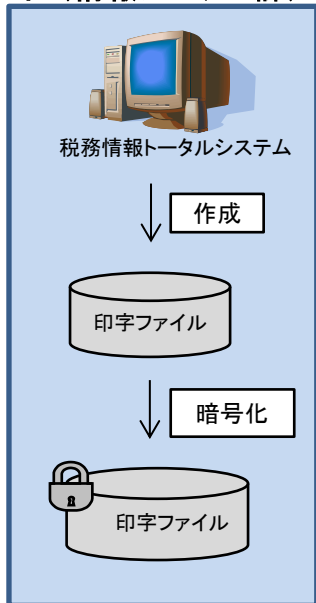 税務情報トータルシステム
作成
印字ファイル
暗号化
印字ファイル